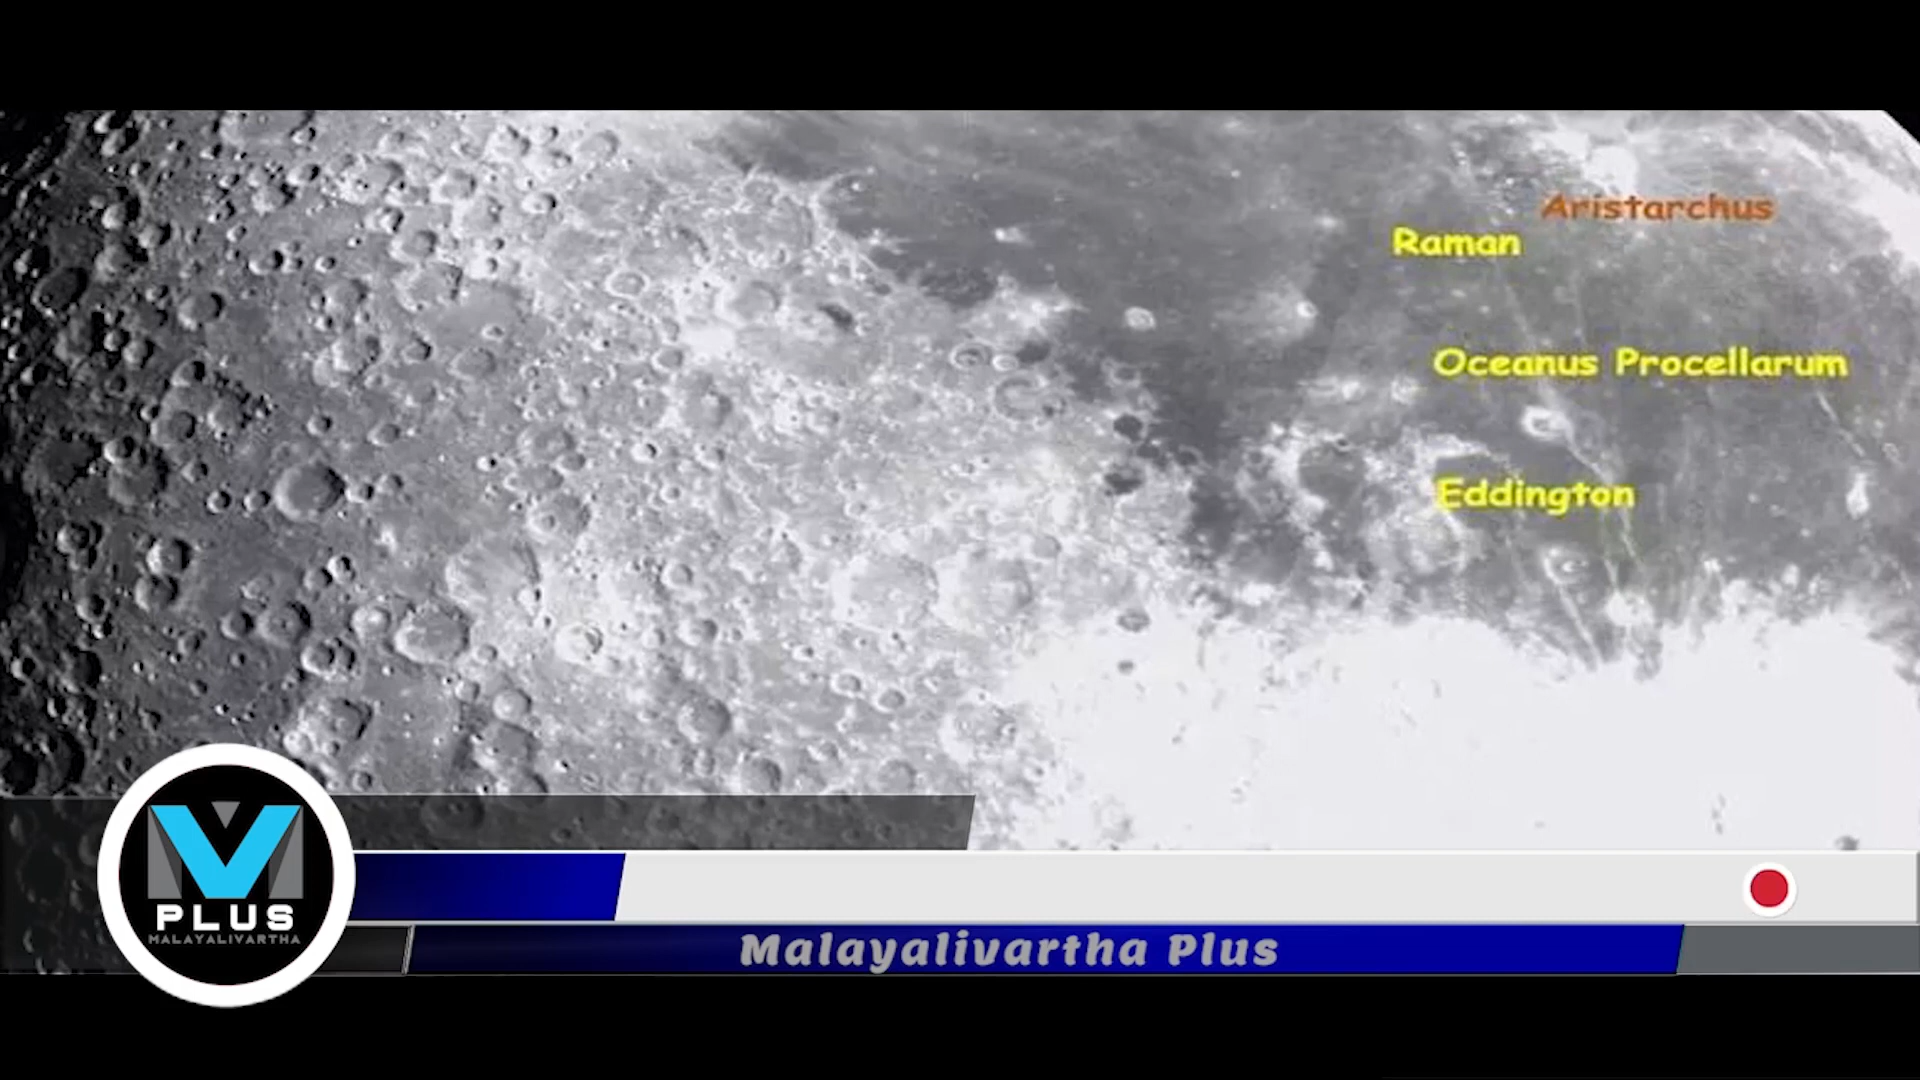 Aristarchus
Raman
Oceanus Procellarum
Eddington
PLUS
MALAYALIVARTHA
Malayalivartha Plus